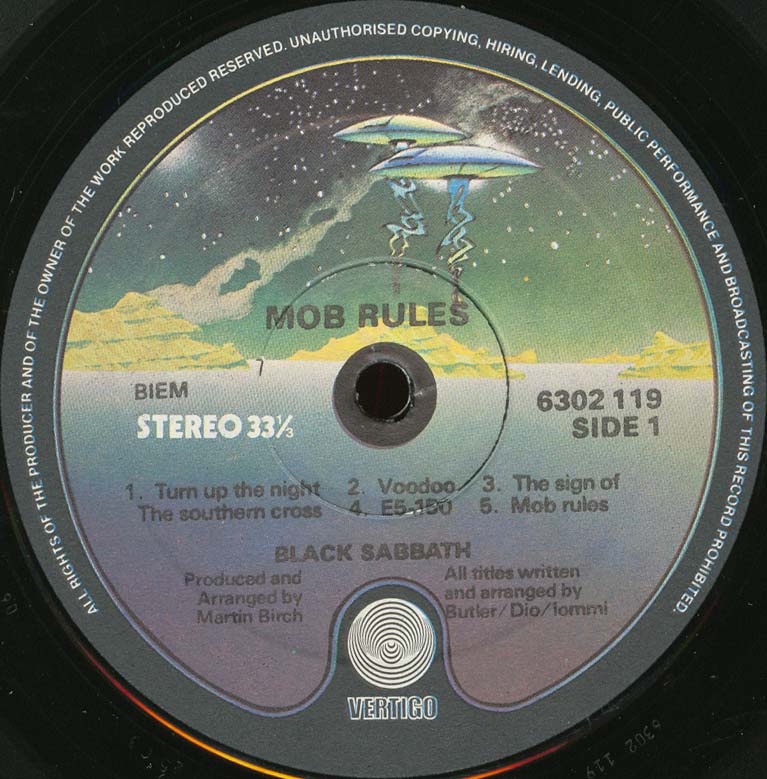 ALL RIGHTS OF THE PRODUCER AND OF THE OWNER OF THE WORK REPRODUCED RESERVED. UNAUTHORISED COPYING, HIRING, LENDING, PUBLIC PERFORMANCE AND BROADCASTING OF THIS RECORD PROHIBITED.
MOB RULES
BIEM
6302 119
STEREO 33⅓
SIDE 1
1. Turn up the night 2. Voodoo 3. The sign of
The southern cross 4. E5-150 5. Mob rules
BLACK SABBATH
Produced and
Arranged by
Martin Birch
All titles written
and arranged by
Butler/Dio/Iommi
VERTIGO
6302 119